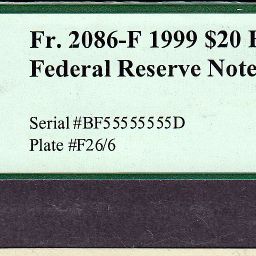 Fr. 2086-F 1999 $20
Federal Reserve Note
Serial #BF55555555D
Plate #F26/6